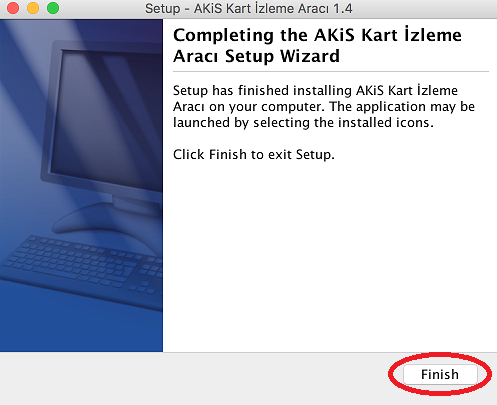 Setup - AKiS Kart İzleme Aracı 1.4
Completing the AKiS Kart İzleme
Aracı Setup Wizard
Setup has finished installing AKiS Kart İzleme
Aracı on your computer. The application may be
launched by selecting the installed icons.
Click Finish to exit Setup.
Finish